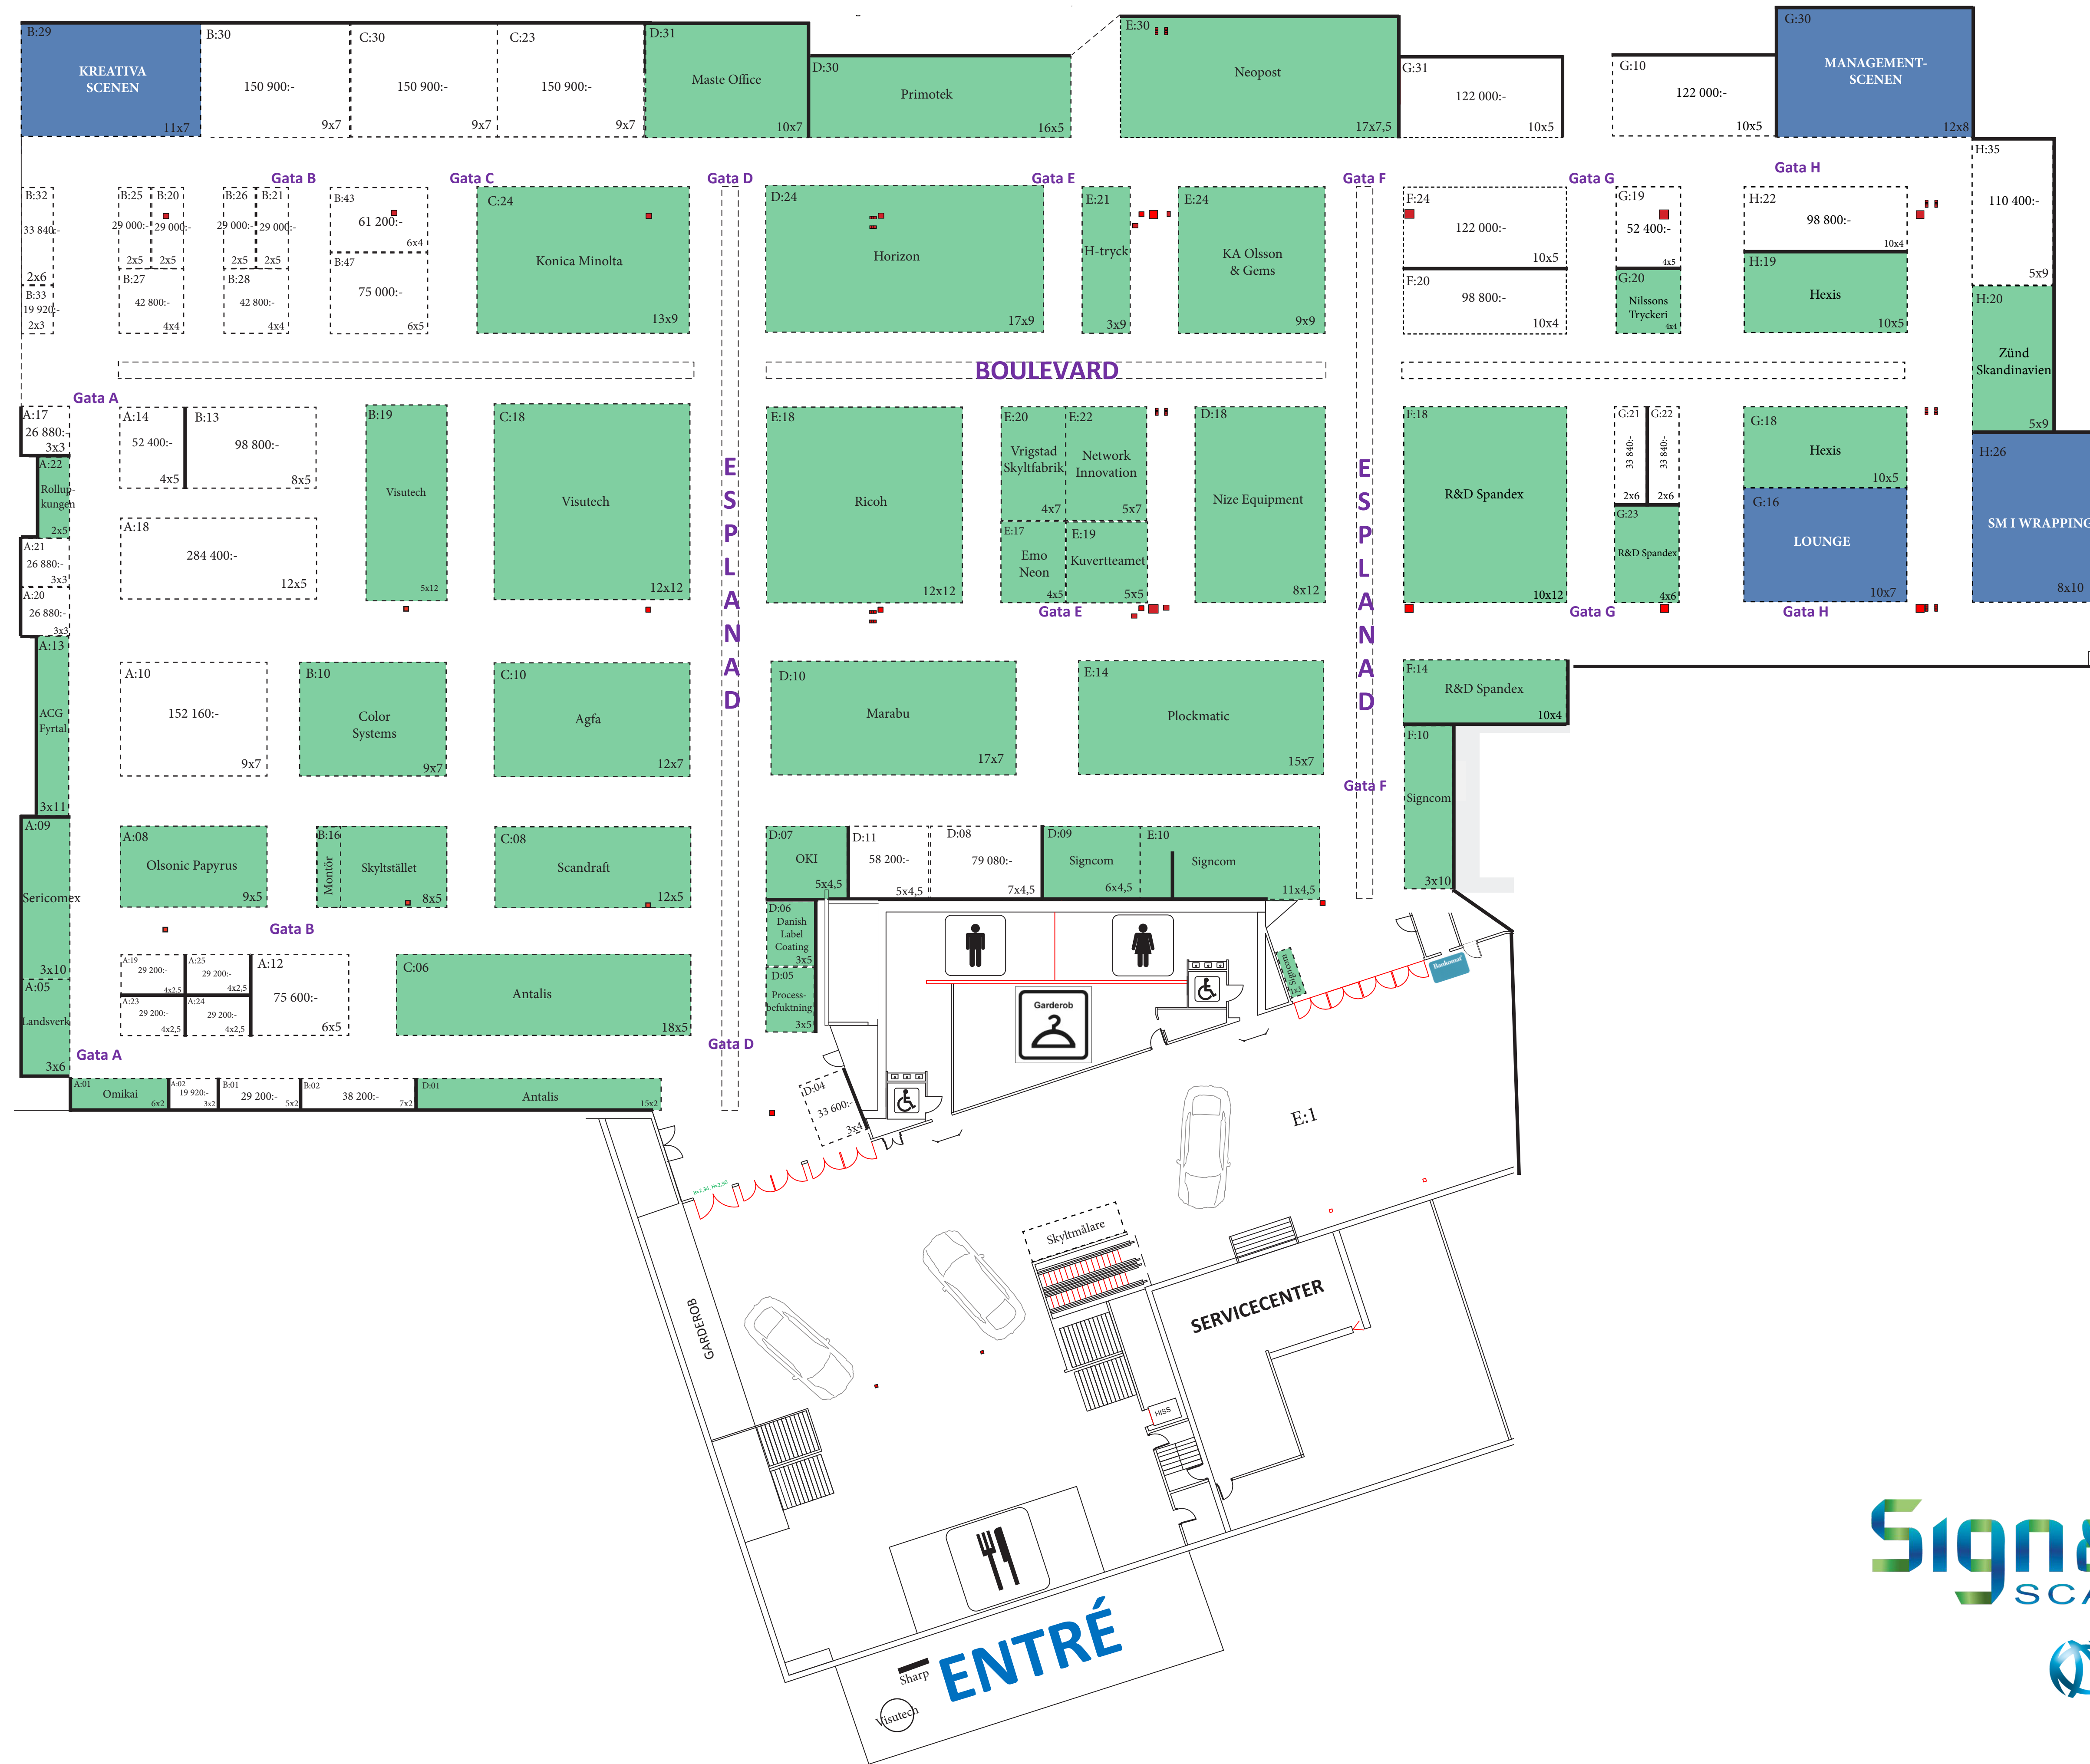 B:29
KREATIVA
SCENEN
11x7
B:30
150 900:-
9x7
C:30
150 900:-
9x7
C:23
150 900:-
9x7
D:31
Maste Office
10x7
D:30
Primotek
16x5
E:30
Neopost
17x7,5
G:31
122 000:-
10x5
G:10
122 000:-
10x5
G:30
MANAGEMENT-
SCENEN
12x8
H:35
110 400:-
5x9
Gata B
Gata C
Gata D
Gata E
Gata F
Gata G
Gata H
B:32
33 840:-
2x6
B:33
19 920:-
2x3
B:25
29 000:-
2x5
B:20
29 000:-
2x5
B:27
42 800:-
4x4
B:26
29 000:-
2x5
B:21
29 000:-
2x5
B:28
42 800:-
4x4
B:43
61 200:-
6x4
B:47
75 000:-
6x5
C:24
Konica Minolta
13x9
D:24
Horizon
17x9
E:21
H-tryck
3x9
E:24
KA Olsson
& Gems
9x9
F:24
122 000:-
10x5
F:20
98 800:-
10x4
G:19
52 400:-
4x5
G:20
Nilssons
Tryckeri
4x4
H:22
98 800:-
10x4
H:19
Hexis
10x5
H:20
Zünd
Skandinavien
5x9
BOULEVARD
Gata A
A:17
26 880:-
3x3
A:22
Rollup-
kungen
2x5
A:21
26 880:-
3x3
A:20
26 880:-
3x3
A:14
52 400:-
4x5
B:13
98 800:-
8x5
A:18
284 400:-
12x5
B:19
Visutech
5x12
C:18
Visutech
12x12
ESPLANAD
E:18
Ricoh
12x12
E:20
Vrigstad
Skyltfabrik
4x7
E:22
Network
Innovation
5x7
E:17
Emo
Neon
4x5
E:19
Kuvertteamet
5x5
D:18
Nize Equipment
8x12
ESPLANAD
F:18
R&D Spandex
10x12
G:21
33 840:-
2x6
G:22
33 840:-
2x6
G:23
R&D Spandex
4x6
G:18
Hexis
10x5
G:16
LOUNGE
10x7
H:26
SM I WRAPPING
8x10
Gata E
Gata G
Gata H
A:13
ACG
Fyrtal
3x11
A:10
152 160:-
9x7
B:10
Color
Systems
9x7
C:10
Agfa
12x7
D:10
Marabu
17x7
E:14
Plockmatic
15x7
F:14
R&D Spandex
10x4
F:10
Signcom
3x10
Gata F
A:09
Sericomex
3x10
A:08
Olsonic Papyrus
9x5
B:16
Montör
Skyltstället
8x5
C:08
Scandraft
12x5
D:07
OKI
5x4,5
D:11
58 200:-
5x4,5
D:08
79 080:-
7x4,5
D:09
Signcom
6x4,5
E:10
Signcom
11x4,5
Gata B
D:06
Danish
Label
Coating
3x5
D:05
Process-
befuktning
3x5
A:05
Landsverk
3x6
A:19
29 200:-
4x2,5
A:25
29 200:-
4x2,5
A:23
29 200:-
4x2,5
A:24
29 200:-
4x2,5
A:12
75 600:-
6x5
C:06
Antalis
18x5
Signcom
Bankomat
Garderob
Gata A
Gata D
A:01
Omikai
6x2
A:02
19 920:-
3x2
B:01
29 200:-
5x2
B:02
38 200:-
7x2
D:01
Antalis
15x2
D:04
33 600:-
3x4
E:1
B=2,94, H=2,80
Skyltmålare
GARDEROB
SERVICECENTER
HISS
Sharp
ENTRÉ
Visutech
Sign&